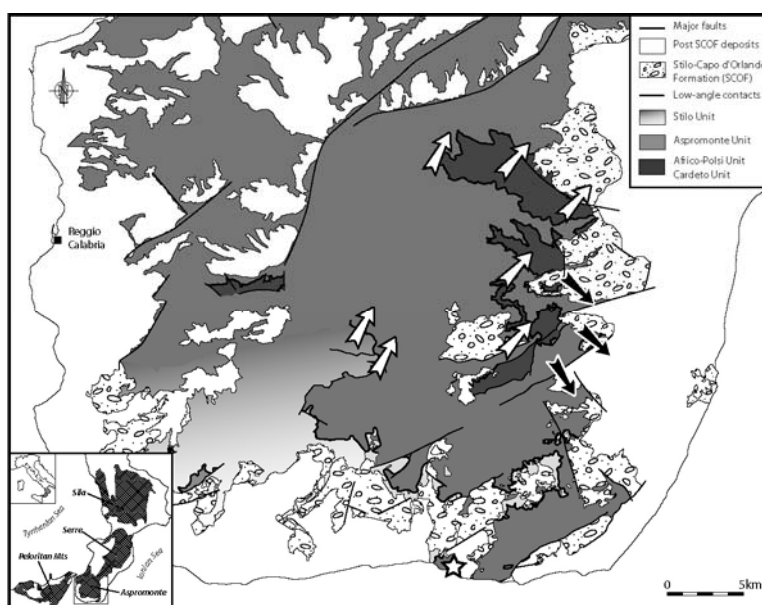 Major faults
Post SCOF deposits
Stilo-Capo d'Orlando
Formation (SCOF)
Low-angle contacts
Stilo Unit
Aspromonte Unit
Africo-Polsi Unit
Cardeto Unit
N
Reggio
Calabria
Sila
Tyrrhenian Sea
Serre
Ionian Sea
Peloritan Mts
Aspromonte
0 5km